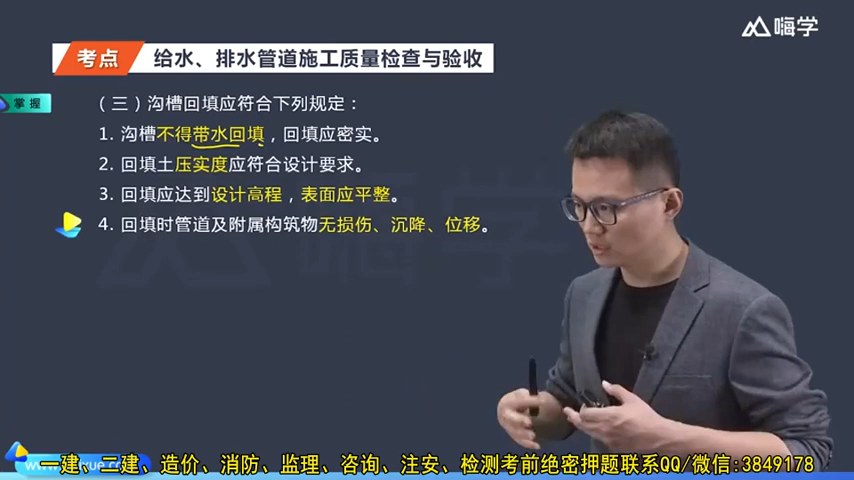 嗨学
考点 给水、排水管道施工质量检查与验收
掌握
（三）沟槽回填应符合下列规定：
1. 沟槽不得带水回填，回填应密实。
2. 回填土压实度应符合设计要求。
3. 回填应达到设计高程，表面应平整。
4. 回填时管道及附属构筑物无损伤、沉降、位移。
嗨学
一建、二建、造价、消防、监理、咨询、注安、检测考前绝密押题联系QQ/微信:3849178